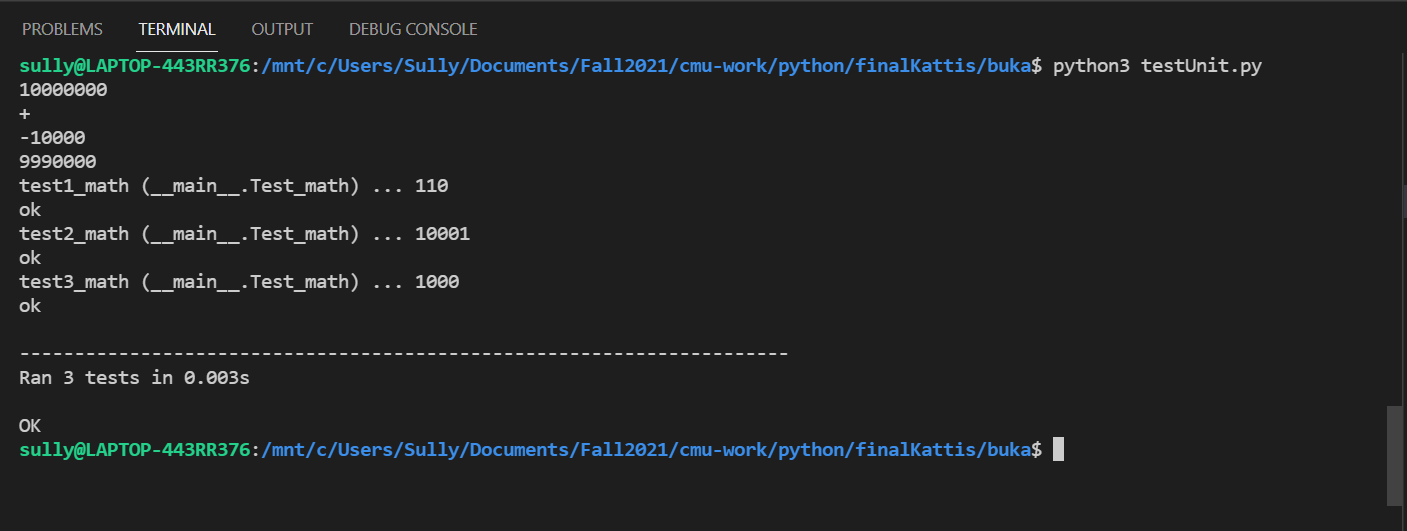 PROBLEMS TERMINAL OUTPUT DEBUG CONSOLE
sully@LAPTOP-443RR376:/mnt/c/Users/Sully/Documents/Fall2021/cmu-work/python/finalKattis/buka$ python3 testUnit.py
10000000
+
-10000
9990000
test1_math (__main__.Test_math) ... 110
ok
test2_math (__main__.Test_math) ... 10001
ok
test3_math (__main__.Test_math) ... 1000
ok
----------------------------------------------------------------------
Ran 3 tests in 0.003s
OK
sully@LAPTOP-443RR376:/mnt/c/Users/Sully/Documents/Fall2021/cmu-work/python/finalKattis/buka$